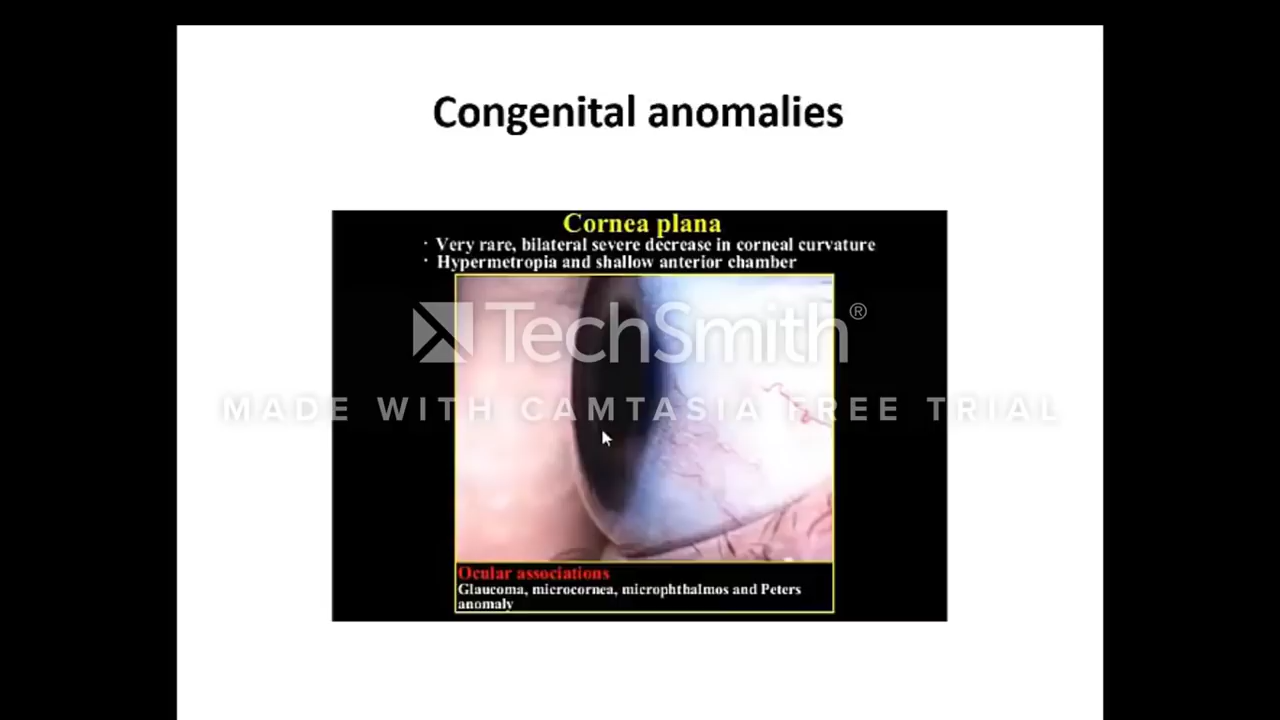 Congenital anomalies
Cornea plana
· Very rare, bilateral severe decrease in corneal curvature
· Hypermetropia and shallow anterior chamber
TechSmith®
MADE WITH CAMTASIA FREE TRIAL
Ocular associations
Glaucoma, microcornea, microphthalmos and Peters
anomaly